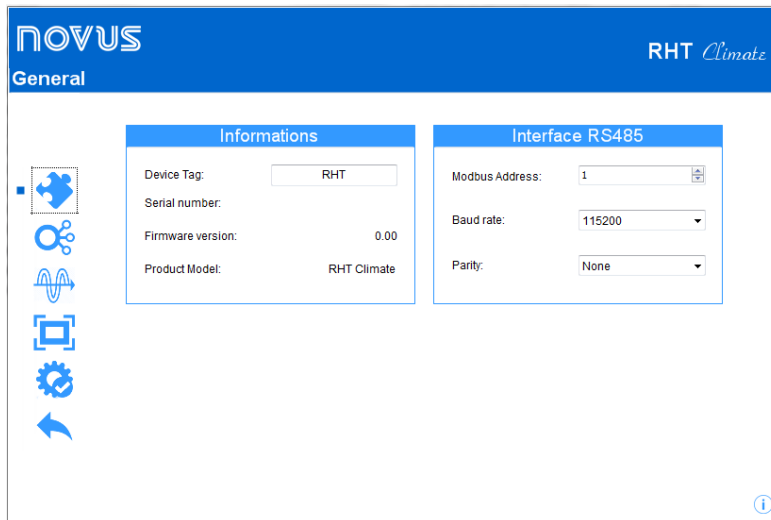 NOVUS
RHT Climate
General
Informations
Device Tag: RHT
Serial number:
Firmware version: 0.00
Product Model: RHT Climate
Interface RS485
Modbus Address: 1
Baud rate: 115200
Parity: None
i